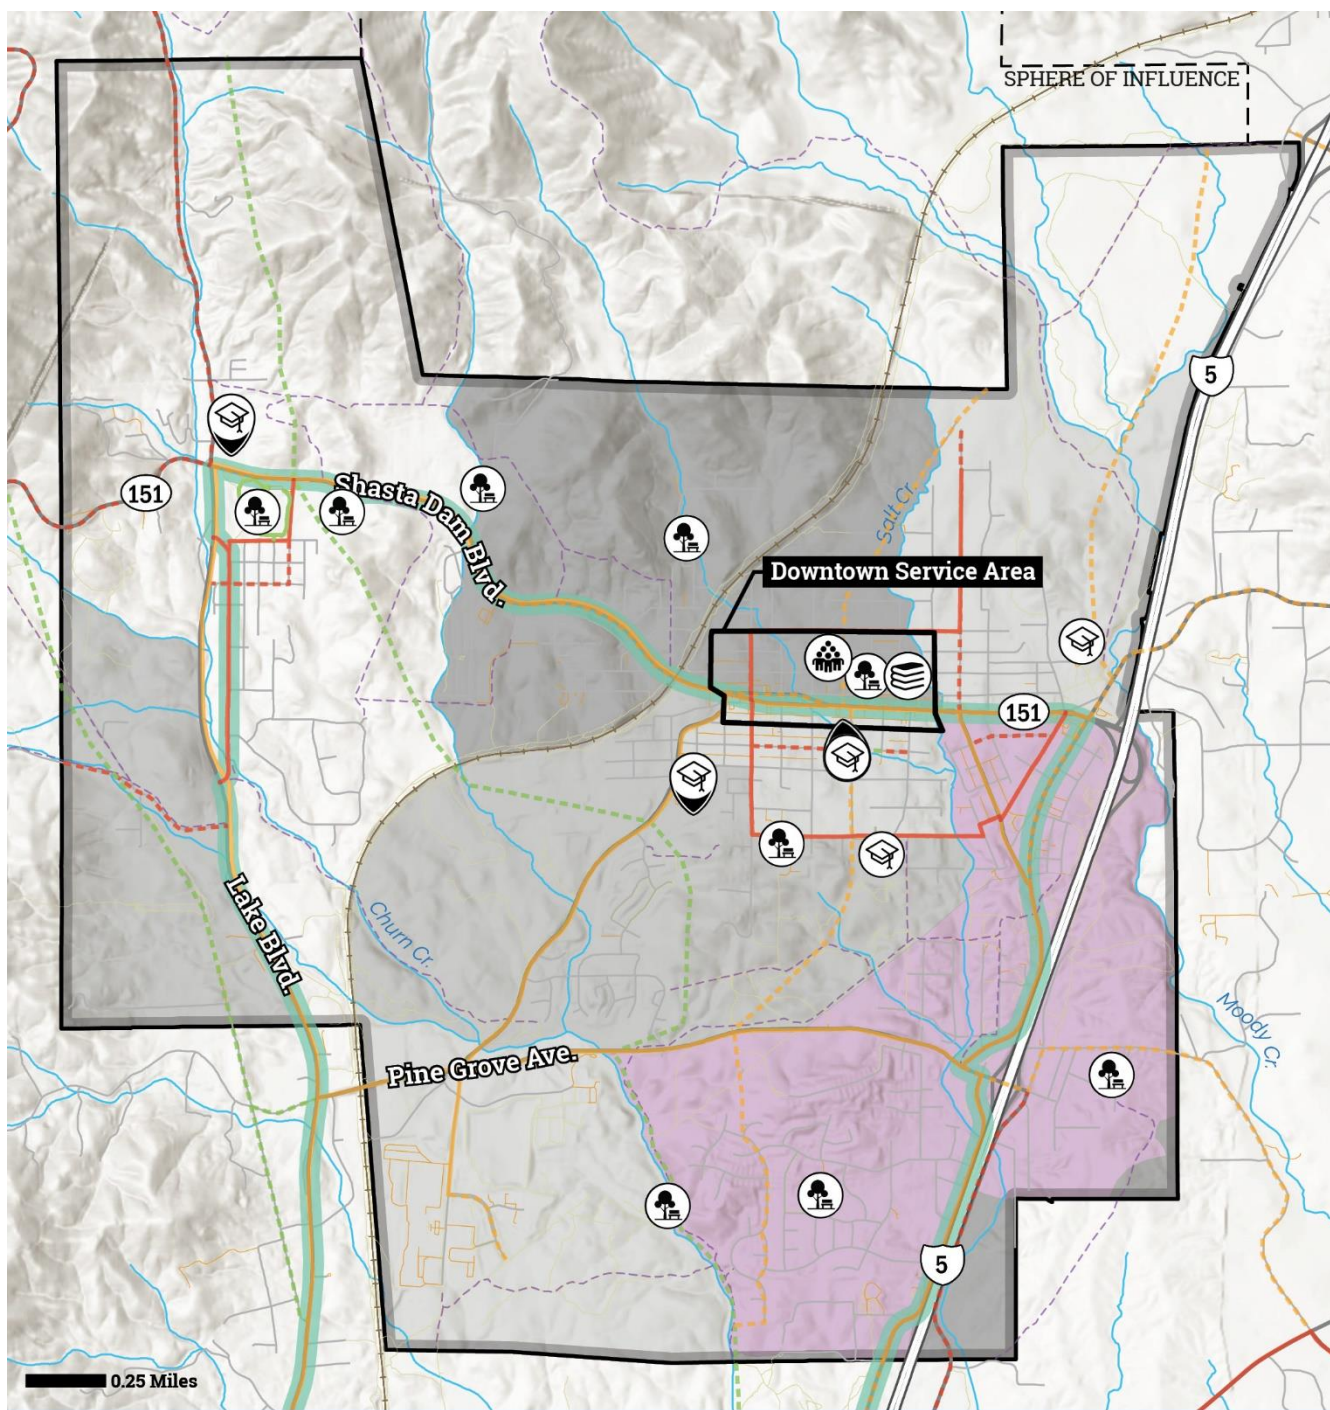 SPHERE OF INFLUENCE
5
151
Shasta Dam Blvd.
Salt Cr.
Downtown Service Area
151
Lake Blvd.
Churn Cr.
Moody Cr.
Pine Grove Ave.
5
0.25 Miles